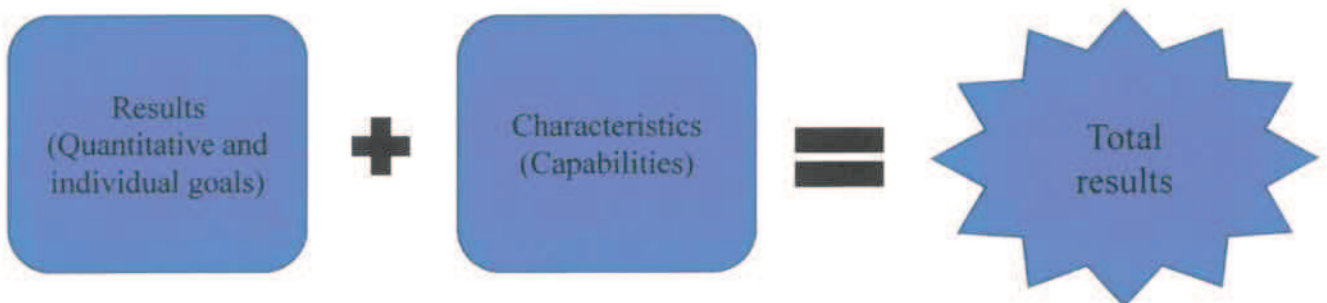 Results
(Quantitative and
individual goals)
Characteristics
(Capabilities)
Total
results